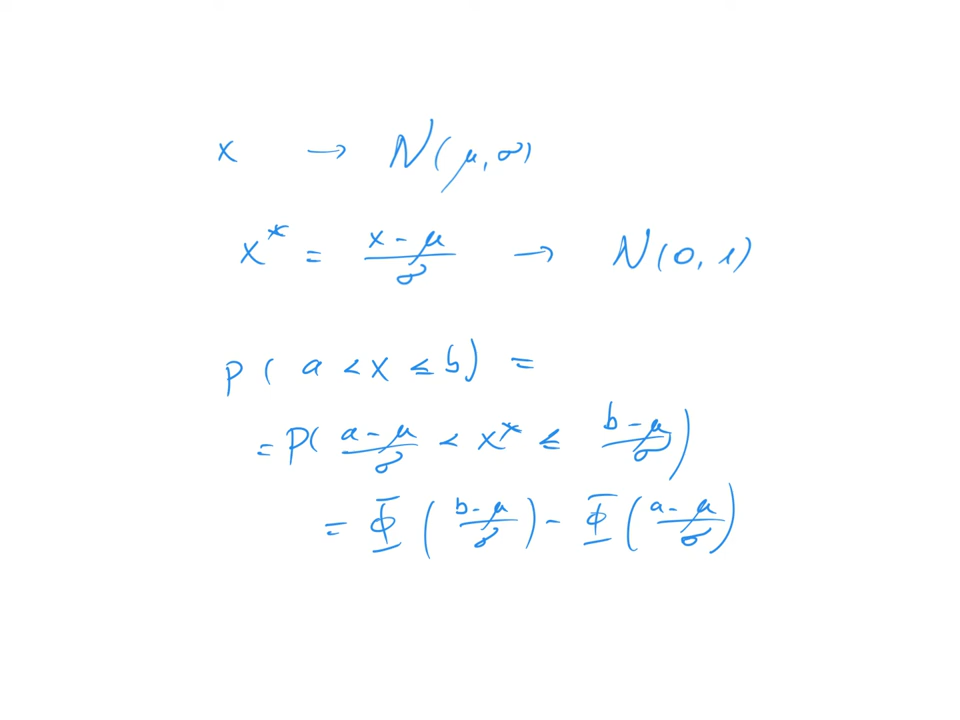 x → N(μ, σ)
x* = (x - μ)/σ → N(0, 1)
P( a < x ≤ b) =
= P( (a - μ)/σ < x* ≤ (b - μ)/σ )
= Φ( (b - μ)/σ ) - Φ( (a - μ)/σ )